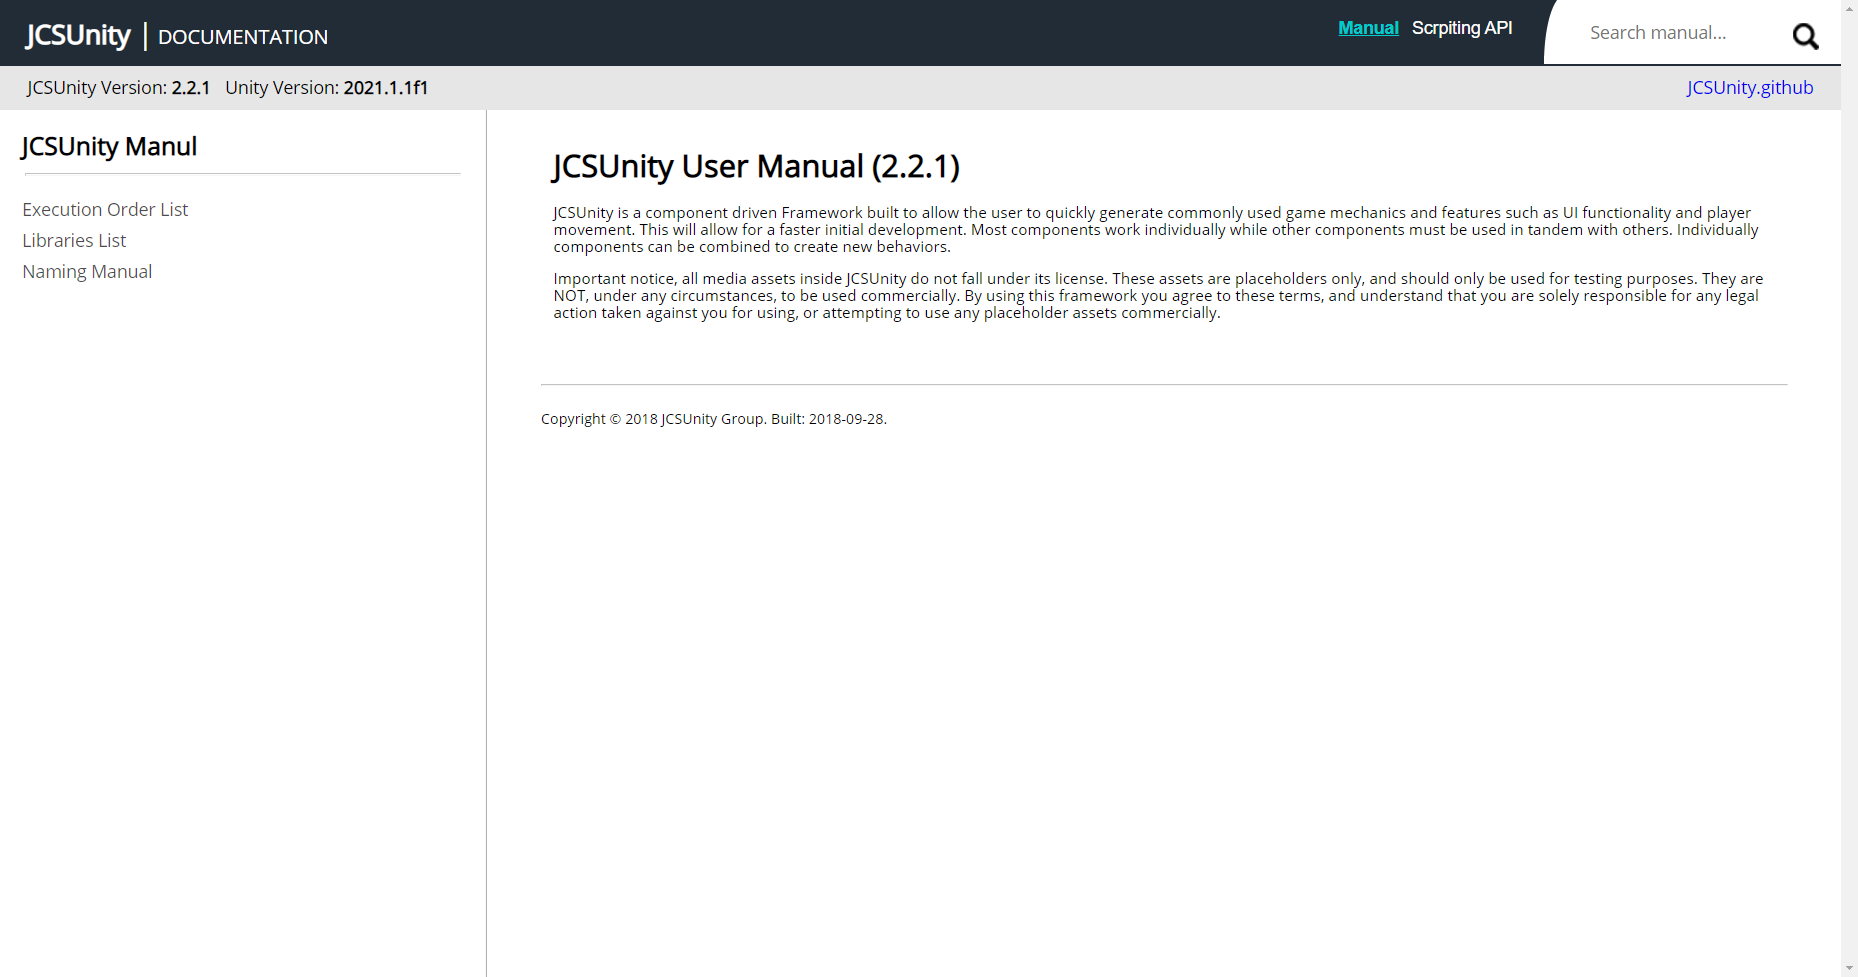 JCSUnity | DOCUMENTATION
Manual Scrpiting API
Search manual...
JCSUnity Version: 2.2.1 Unity Version: 2021.1.1f1
JCSUnity.github
JCSUnity Manul
Execution Order List
Libraries List
Naming Manual
JCSUnity User Manual (2.2.1)
JCSUnity is a component driven Framework built to allow the user to quickly generate commonly used game mechanics and features such as UI functionality and player
movement. This will allow for a faster initial development. Most components work individually while other components must be used in tandem with others. Individually
components can be combined to create new behaviors.
Important notice, all media assets inside JCSUnity do not fall under its license. These assets are placeholders only, and should only be used for testing purposes. They are
NOT, under any circumstances, to be used commercially. By using this framework you agree to these terms, and understand that you are solely responsible for any legal
action taken against you for using, or attempting to use any placeholder assets commercially.
Copyright © 2018 JCSUnity Group. Built: 2018-09-28.